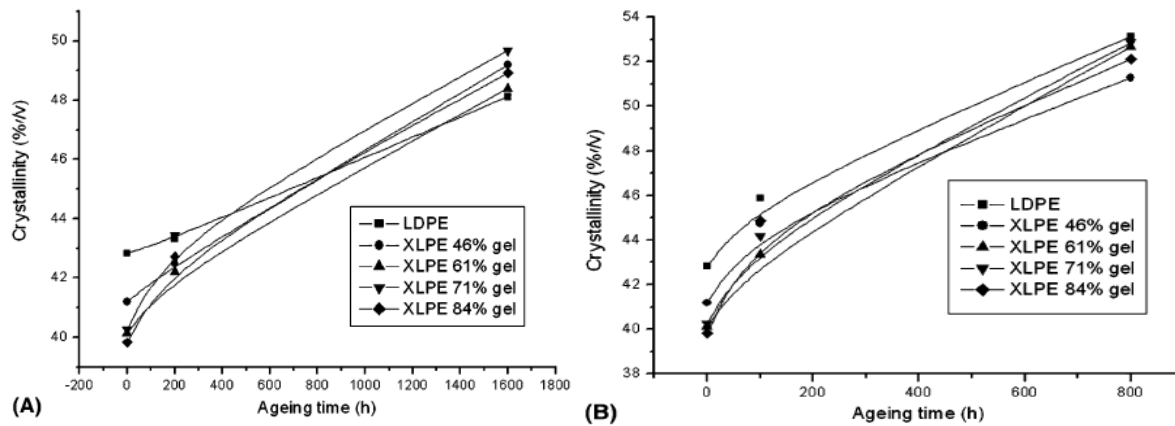 50
48
46
44
42
40
Crystallinity (%/v)
LDPE
XLPE 46% gel
XLPE 61% gel
XLPE 71% gel
XLPE 84% gel
-200 0 200 400 600 800 1000 1200 1400 1600 1800
Ageing time (h)
(A)
54
52
50
48
46
44
42
40
38
Crystallinity (%/v)
LDPE
XLPE 46% gel
XLPE 61% gel
XLPE 71% gel
XLPE 84% gel
0 200 400 600 800
Ageing time (h)
(B)